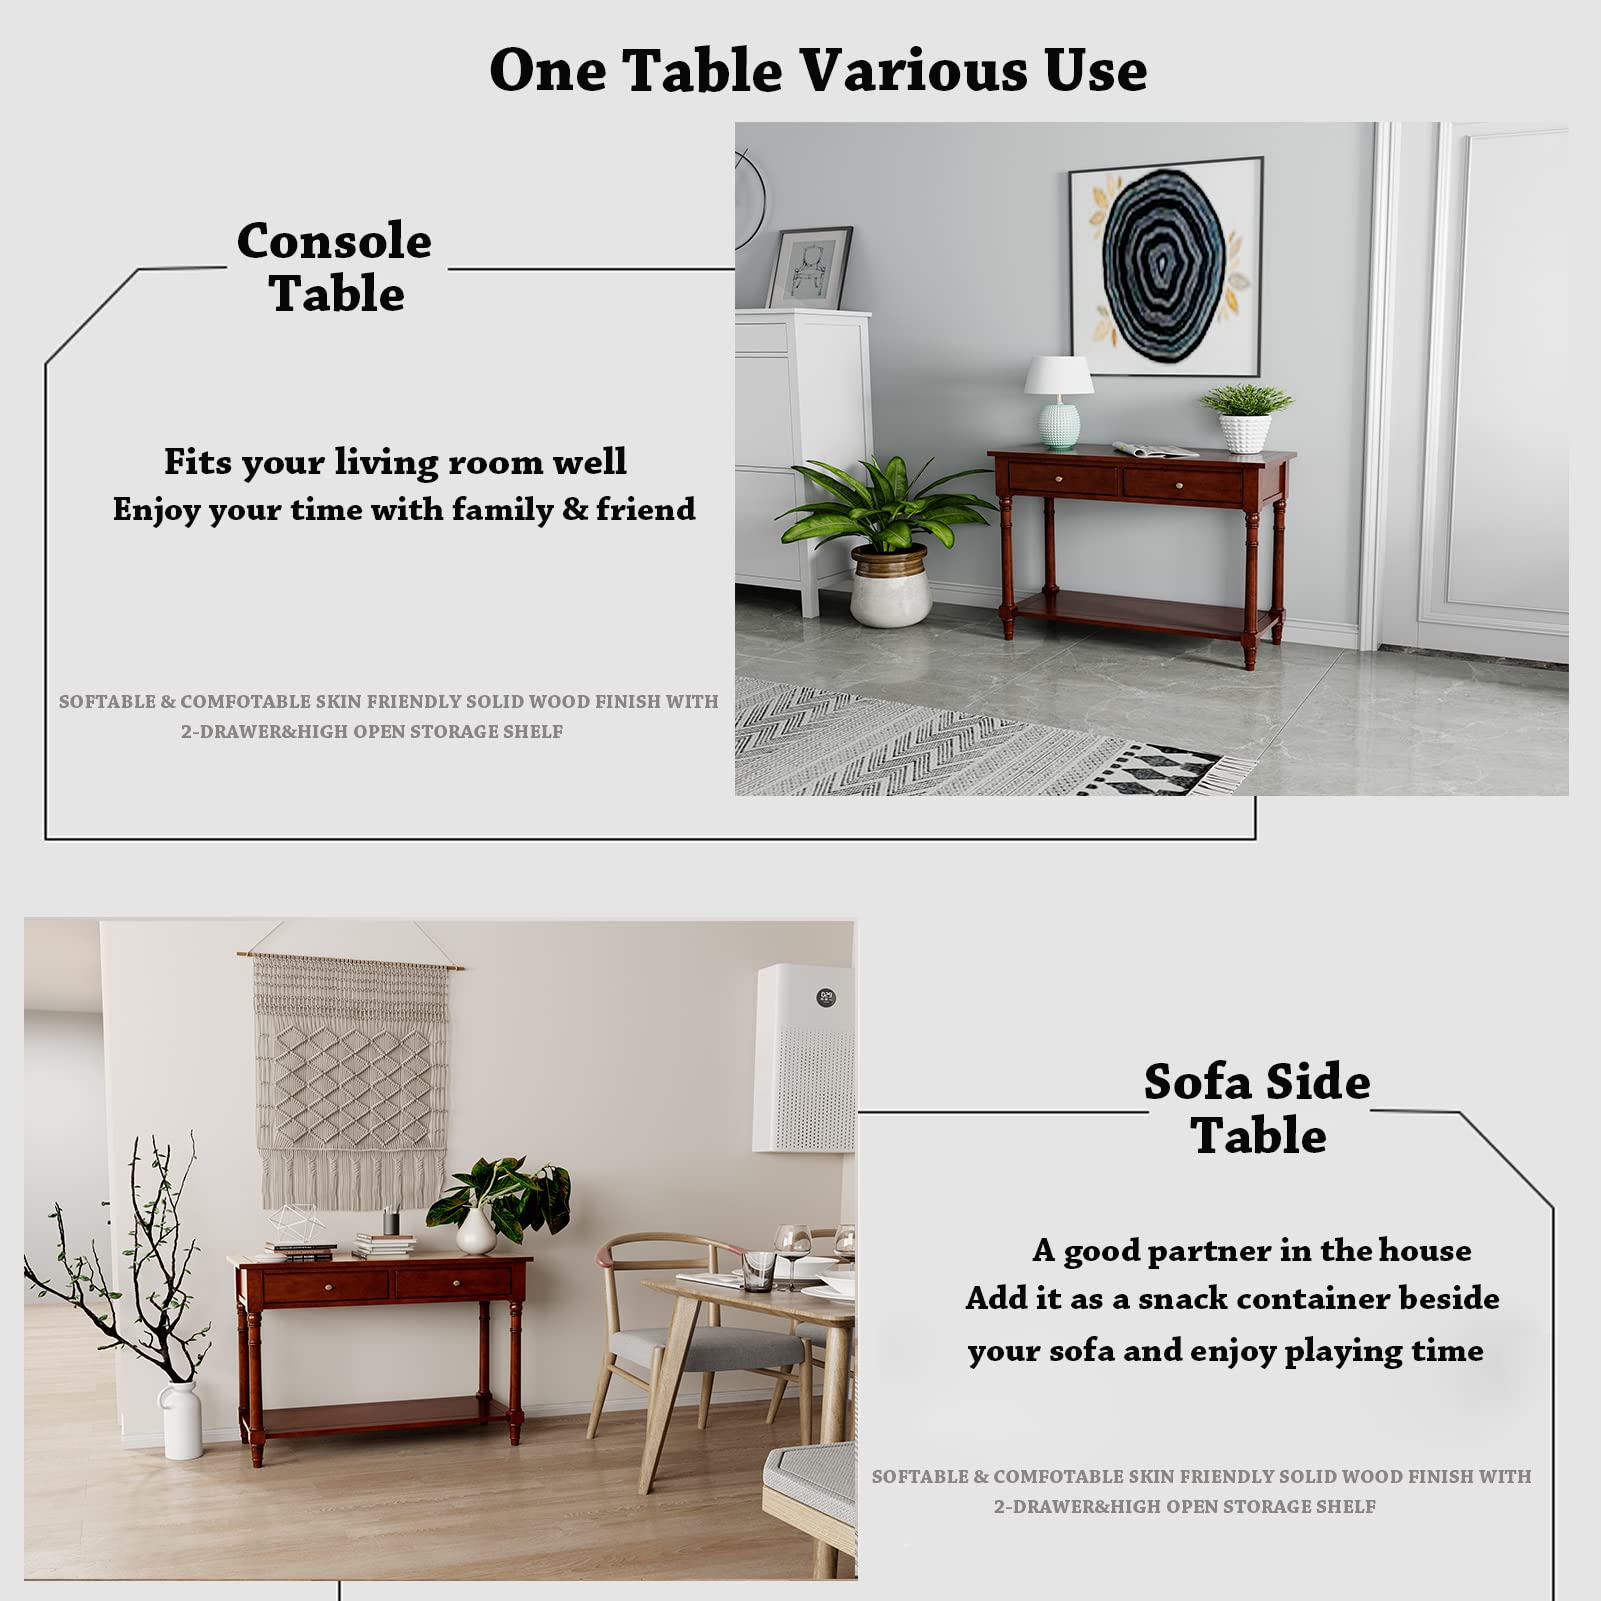 One Table Various Use
Console
Table
Fits your living room well
Enjoy your time with family & friend
SOFTABLE & COMFOTABLE SKIN FRIENDLY SOLID WOOD FINISH WITH
2-DRAWER&HIGH OPEN STORAGE SHELF
Sofa Side
Table
A good partner in the house
Add it as a snack container beside
your sofa and enjoy playing time
SOFTABLE & COMFOTABLE SKIN FRIENDLY SOLID WOOD FINISH WITH
2-DRAWER&HIGH OPEN STORAGE SHELF